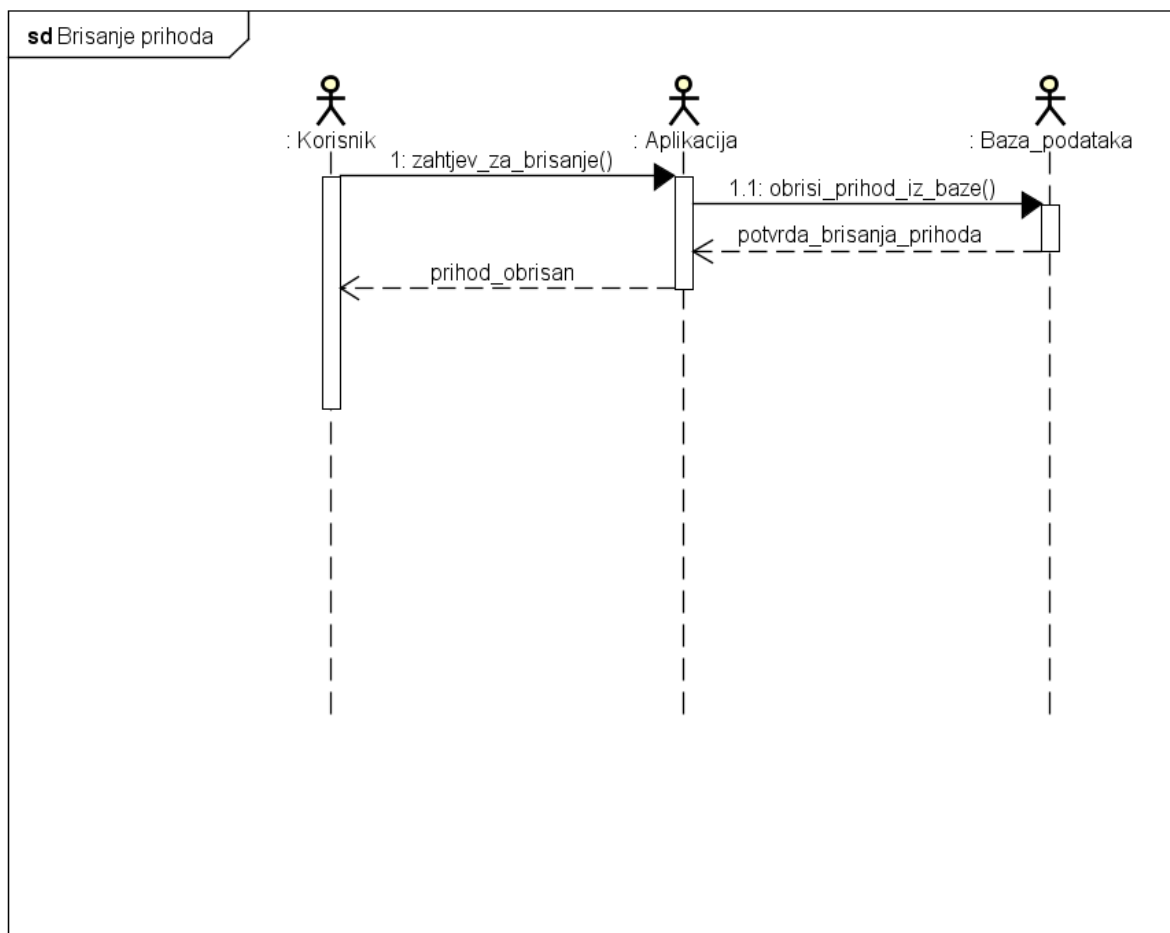 sd Brisanje prihoda
: Korisnik
: Aplikacija
: Baza_podataka
1: zahtjev_za_brisanje()
1.1: obrisi_prihod_iz_baze()
potvrda_brisanja_prihoda
prihod_obrisan